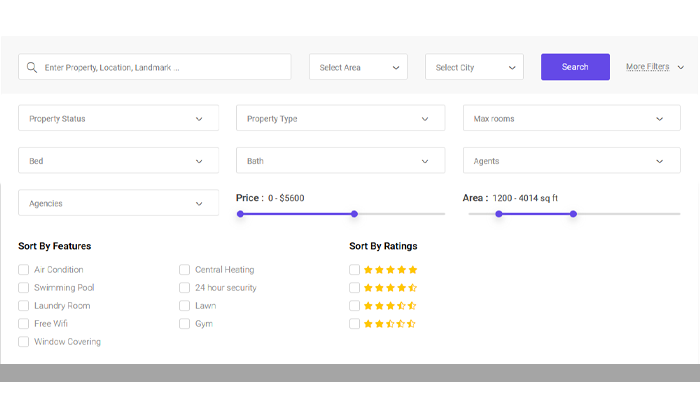 Enter Property, Location, Landmark ... Select Area Select City Search More Filters
Property Status Property Type Max rooms
Bed Bath Agents
Agencies Price : 0 - $5600 Area : 1200 - 4014 sq ft
Sort By Features Sort By Ratings
Air Condition Central Heating
Swimming Pool 24 hour security
Laundry Room Lawn
Free Wifi Gym
Window Covering